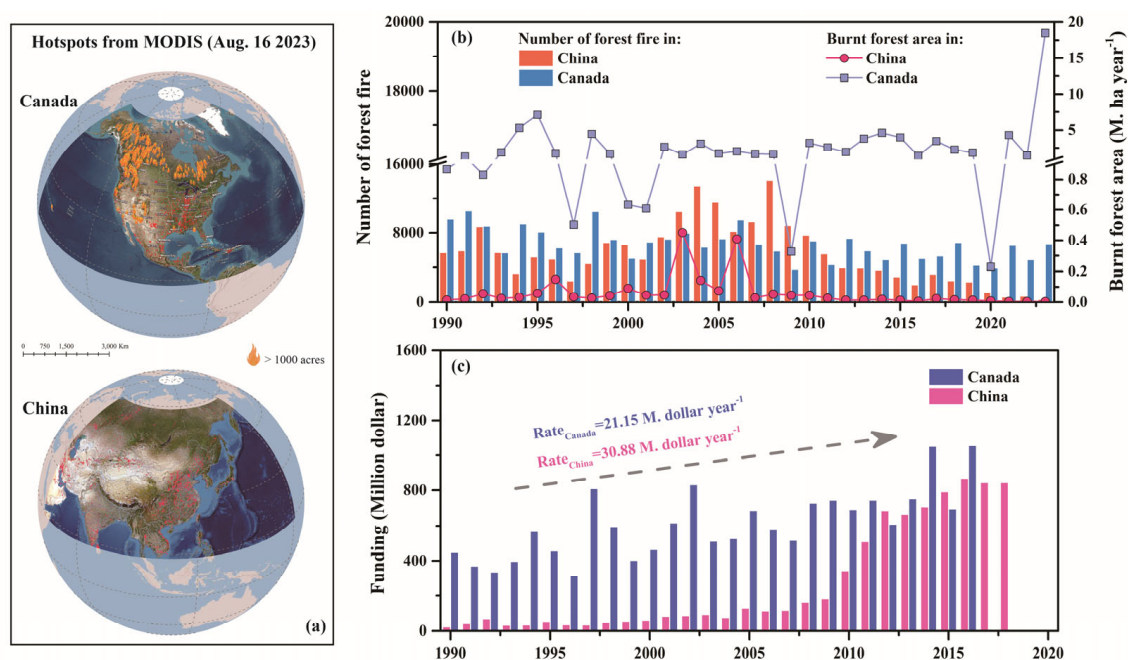 Hotspots from MODIS (Aug. 16 2023)
Canada
0 750 1,500 3,000 Km
> 1000 acres
China
(a)
(b)
Number of forest fire in:
China
Canada
Burnt forest area in:
China
Canada
Number of forest fire
20000
18000
16000
8000
0
Burnt forest area (M. ha year-1)
20
15
10
5
0.8
0.6
0.4
0.2
0.0
1990 1995 2000 2005 2010 2015 2020
(c)
Canada
China
RateCanada=21.15 M. dollar year-1
RateChina=30.88 M. dollar year-1
Funding (Million dollar)
1600
1200
800
400
0
1990 1995 2000 2005 2010 2015 2020